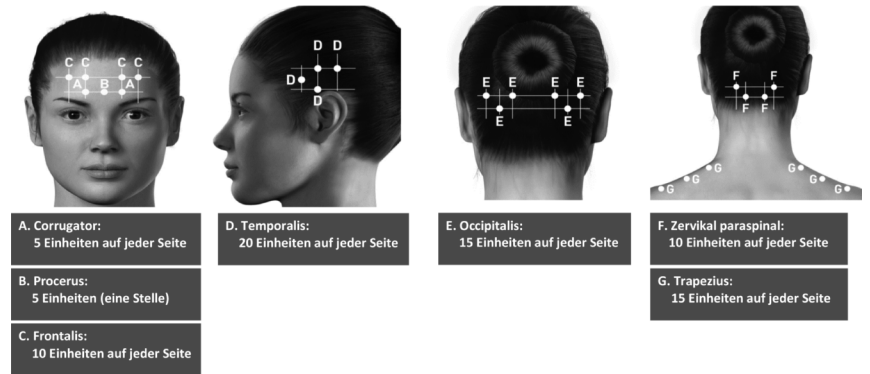 C C C C
A B A
D D
D
D
E E E E
E E
F F
F F
G G G G G G
A. Corrugator:
5 Einheiten auf jeder Seite
B. Procerus:
5 Einheiten (eine Stelle)
C. Frontalis:
10 Einheiten auf jeder Seite
D. Temporalis:
20 Einheiten auf jeder Seite
E. Occipitalis:
15 Einheiten auf jeder Seite
F. Zervikal paraspinal:
10 Einheiten auf jeder Seite
G. Trapezius:
15 Einheiten auf jeder Seite